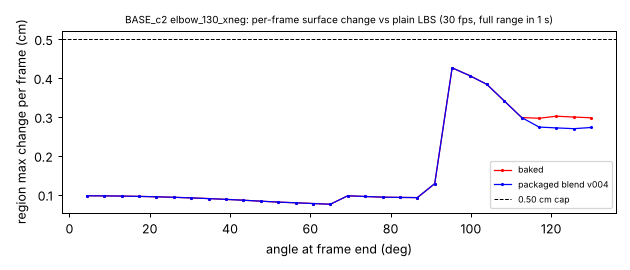 BASE_c2 elbow_130_xneg: per-frame surface change vs plain LBS (30 fps, full range in 1 s)
region max change per frame (cm)
0.5
0.4
0.3
0.2
0.1
baked
packaged blend v004
0.50 cm cap
0 20 40 60 80 100 120
angle at frame end (deg)